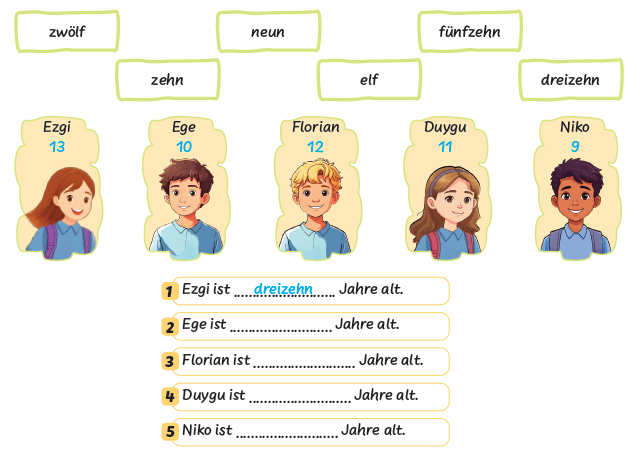 zwölf
neun
fünfzehn
zehn
elf
dreizehn
Ezgi
13
Ege
10
Florian
12
Duygu
11
Niko
9
1 Ezgi ist ...dreizehn... Jahre alt.
2 Ege ist ........................... Jahre alt.
3 Florian ist ........................... Jahre alt.
4 Duygu ist ........................... Jahre alt.
5 Niko ist ........................... Jahre alt.